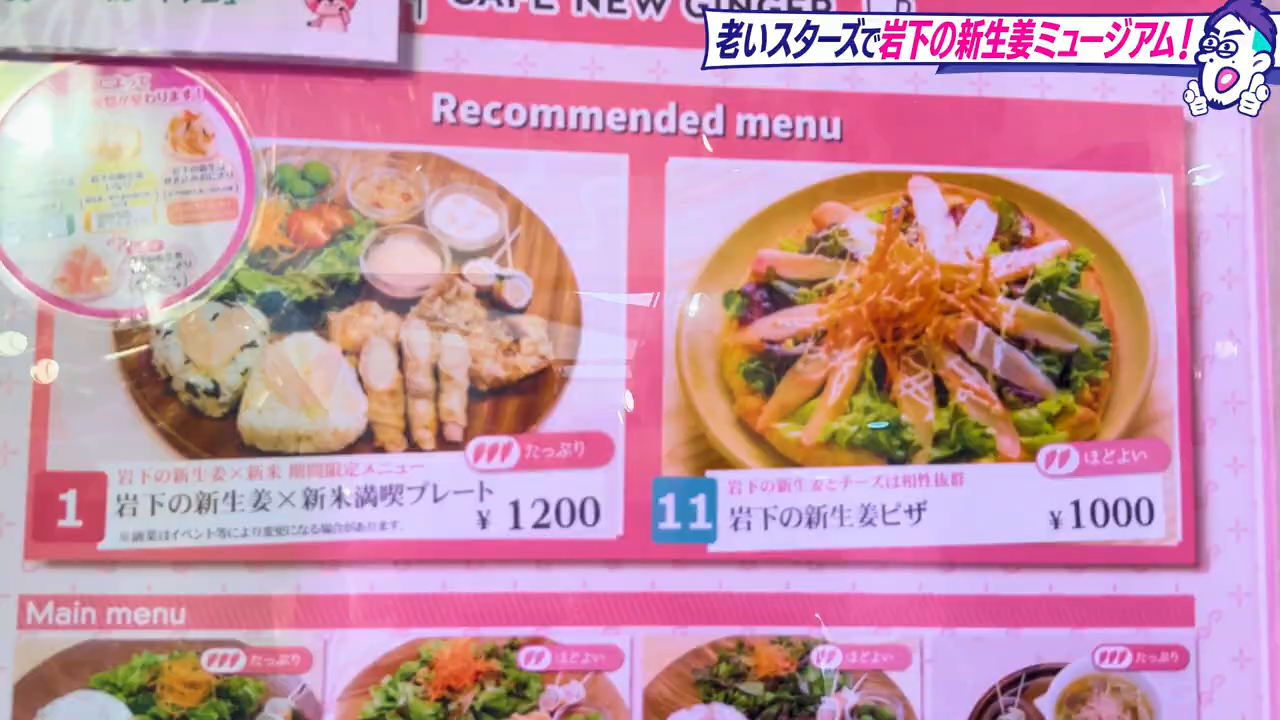 CAFE NEW GINGER
老いスターズで岩下の新生姜ミュージアム！
Recommended menu
たっぷり
岩下の新生姜×新米 期間限定メニュー
1
岩下の新生姜×新米満喫プレート
¥ 1200
※副菜はイベント等により変更になる場合があります。
ほどよい
岩下の新生姜とチーズは相性抜群
11
岩下の新生姜ピザ
¥1000
Main menu
たっぷり
ほどよい
ほどよい
たっぷり